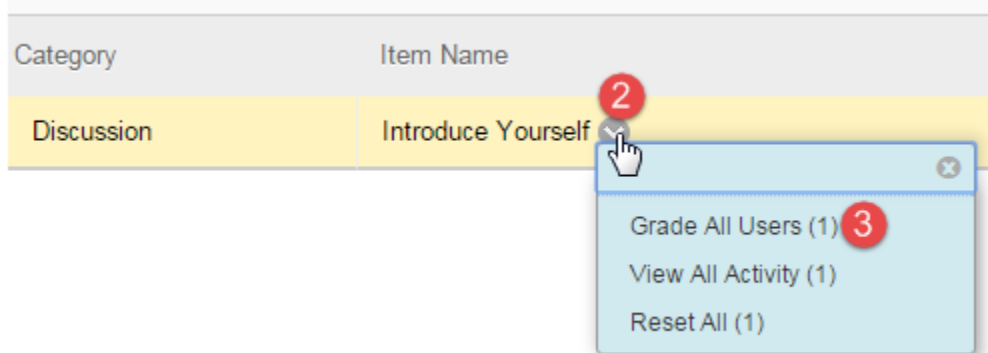 Category Item Name
2
Discussion Introduce Yourself
Grade All Users (1) 3
View All Activity (1)
Reset All (1)